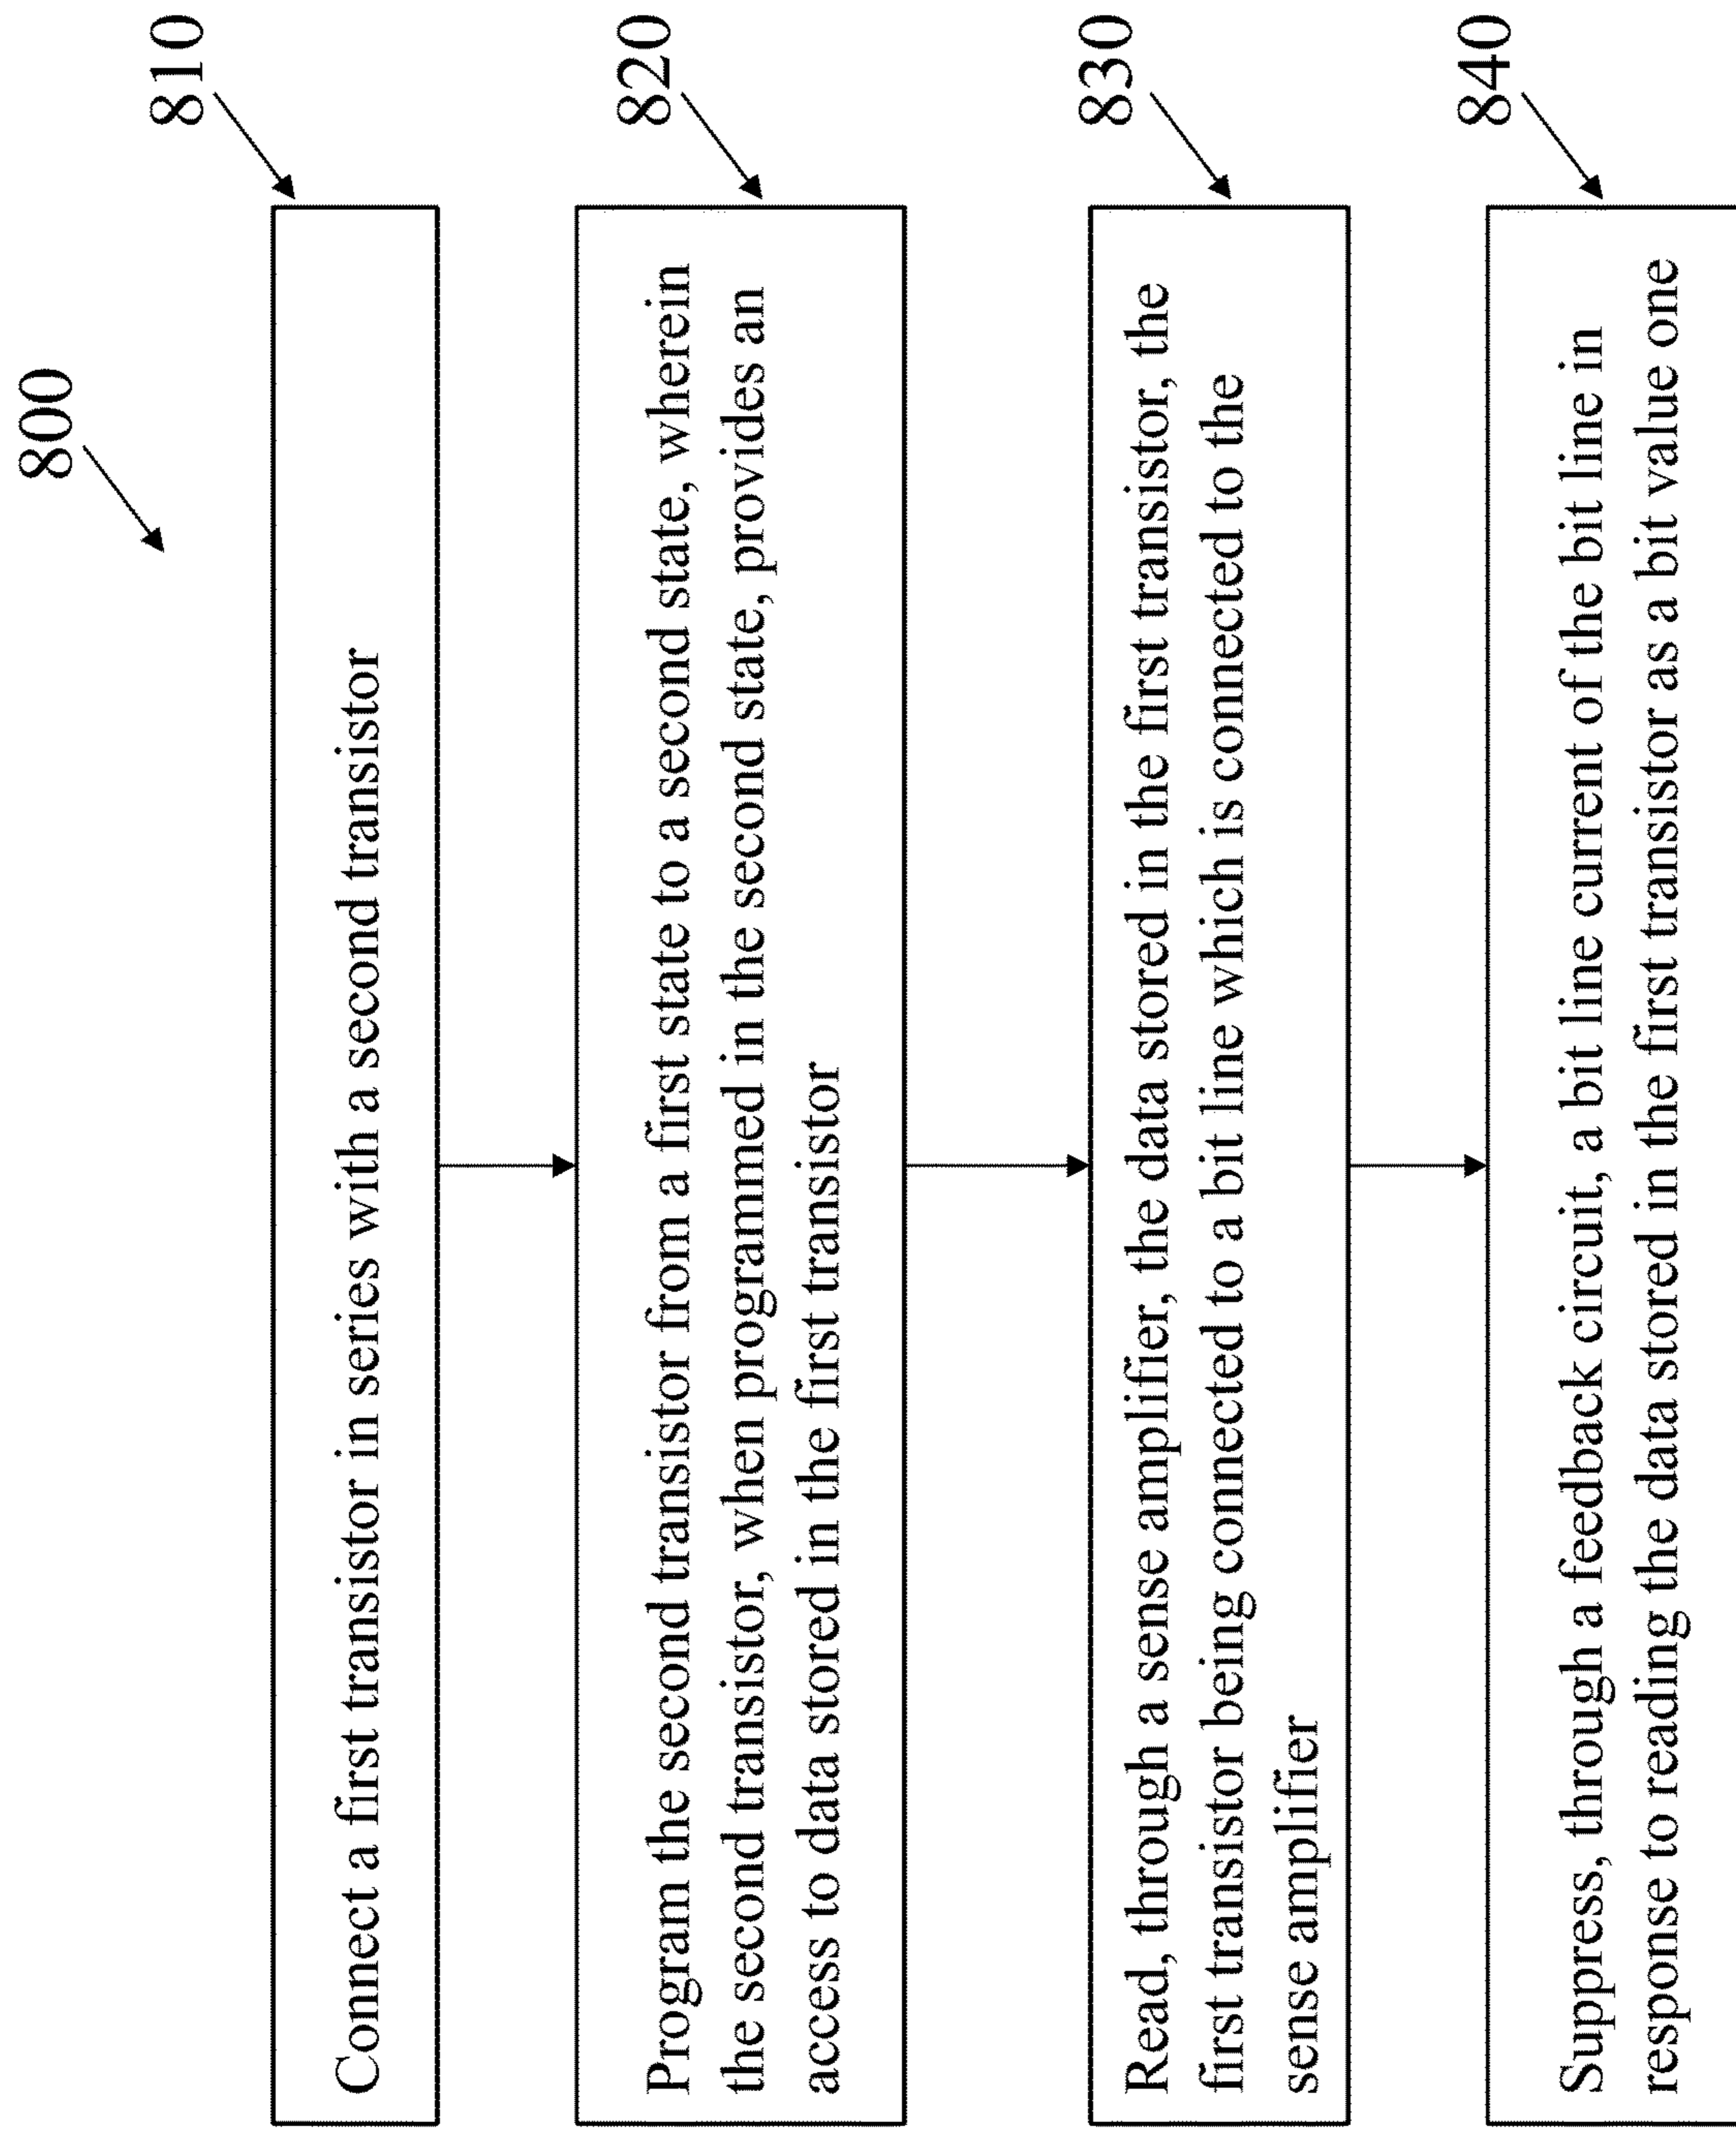 800
810
Connect a first transistor in series with a second transistor
820
Program the second transistor from a first state to a second state, wherein
the second transistor, when programmed in the second state, provides an
access to data stored in the first transistor
830
Read, through a sense amplifier, the data stored in the first transistor, the
first transistor being connected to a bit line which is connected to the
sense amplifier
840
Suppress, through a feedback circuit, a bit line current of the bit line in
response to reading the data stored in the first transistor as a bit value one